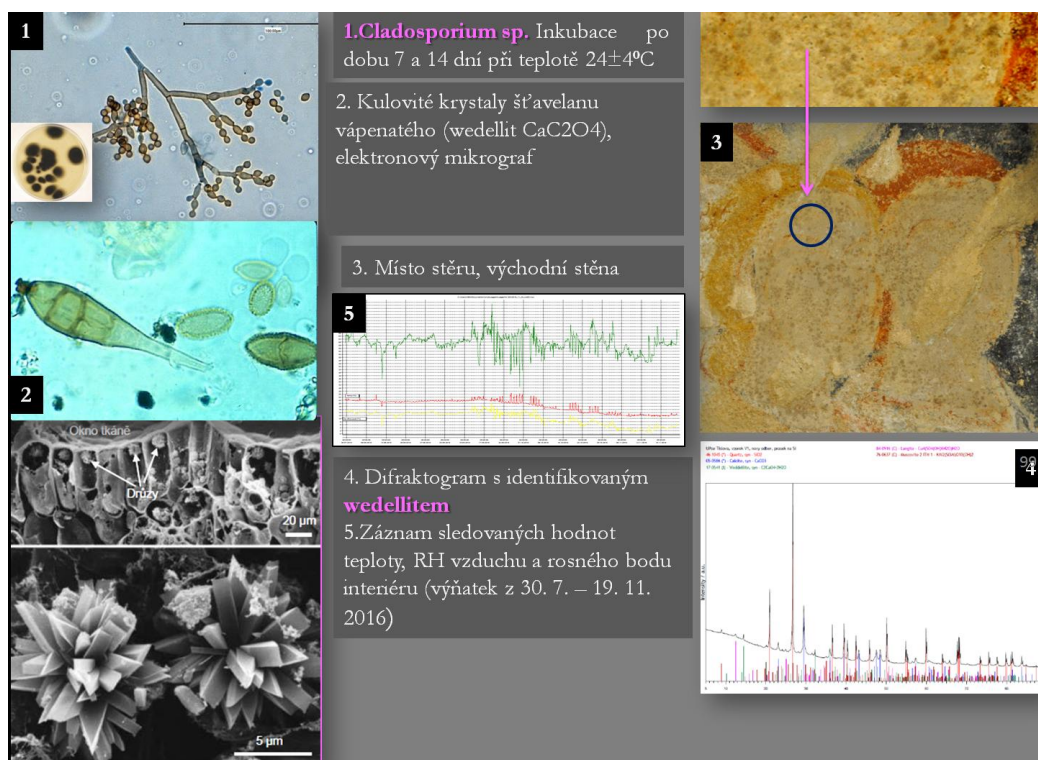 1
1.Cladosporium sp. Inkubace po
dobu 7 a 14 dní při teplotě 24±4⁰C
2. Kulovité krystaly šťavelanu
vápenatého (wedellit CaC2O4),
elektronový mikrograf
3
3. Místo stěru, východní stěna
5
2
Okno tkáně
Drúzy
20 µm
4. Difraktogram s identifikovaným
wedellitem
5.Záznam sledovaných hodnot
teploty, RH vzduchu a rosného bodu
interiéru (výňatek z 30. 7. – 19. 11.
2016)
4
5 µm